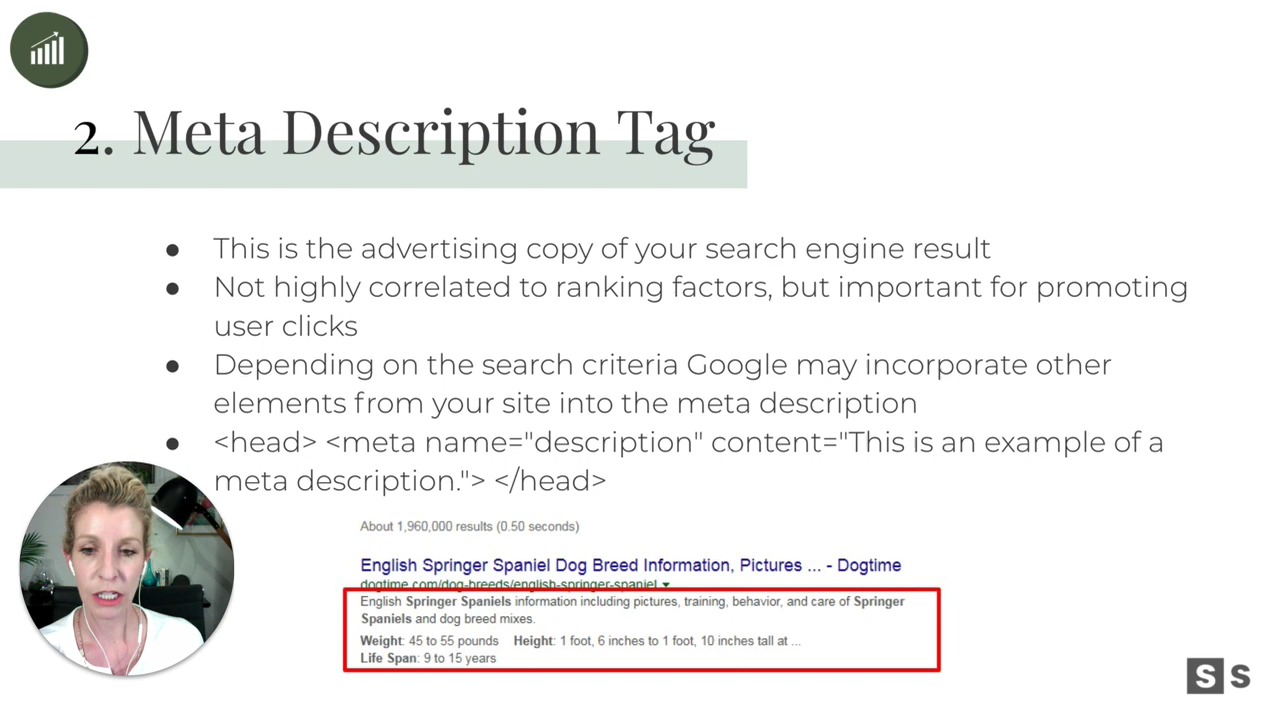 2. Meta Description Tag
● This is the advertising copy of your search engine result
● Not highly correlated to ranking factors, but important for promoting
user clicks
● Depending on the search criteria Google may incorporate other
elements from your site into the meta description
● <head> <meta name="description" content="This is an example of a
meta description."> </head>
About 1,960,000 results (0.50 seconds)
English Springer Spaniel Dog Breed Information, Pictures ... - Dogtime
dogtime.com/dog-breeds/english-springer-spaniel
English Springer Spaniels information including pictures, training, behavior, and care of Springer
Spaniels and dog breed mixes.
Weight: 45 to 55 pounds Height: 1 foot, 6 inches to 1 foot, 10 inches tall at ...
Life Span: 9 to 15 years
S S